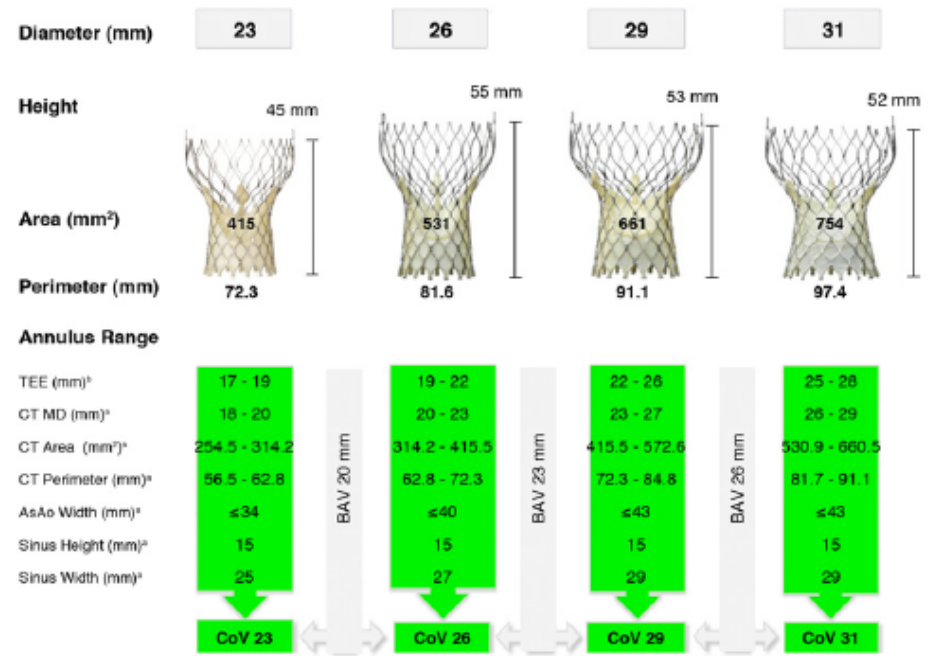 Diameter (mm) 23 26 29 31
Height 45 mm 55 mm 53 mm 52 mm
Area (mm²) 415 531 661 754
Perimeter (mm) 72.3 81.6 91.1 97.4
Annulus Range
TEE (mm)ᵇ 17 - 19 19 - 22 22 - 26 25 - 28
CT MD (mm)ᵃ 18 - 20 20 - 23 23 - 27 26 - 29
CT Area (mm²)ᵃ 254.5 - 314.2 314.2 - 415.5 415.5 - 572.6 530.9 - 660.5
CT Perimeter (mm)ᵃ 56.5 - 62.8 62.8 - 72.3 72.3 - 84.8 81.7 - 91.1
AsAo Width (mm)ᵃ ≤34 ≤40 ≤43 ≤43
Sinus Height (mm)ᵃ 15 15 15 15
Sinus Width (mm)ᵃ 25 27 29 29
BAV 20 mm
BAV 23 mm
BAV 26 mm
CoV 23 CoV 26 CoV 29 CoV 31